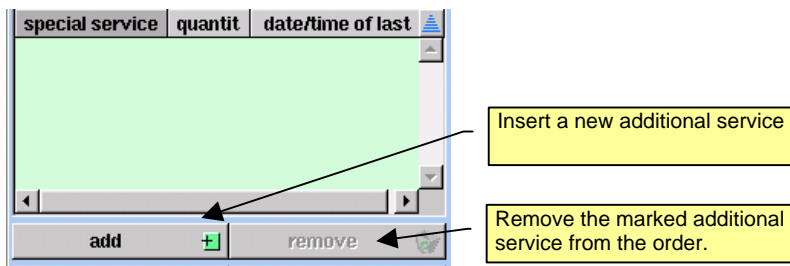 special service quantit date/time of last
Insert a new additional service
Remove the marked additional
service from the order.
add remove